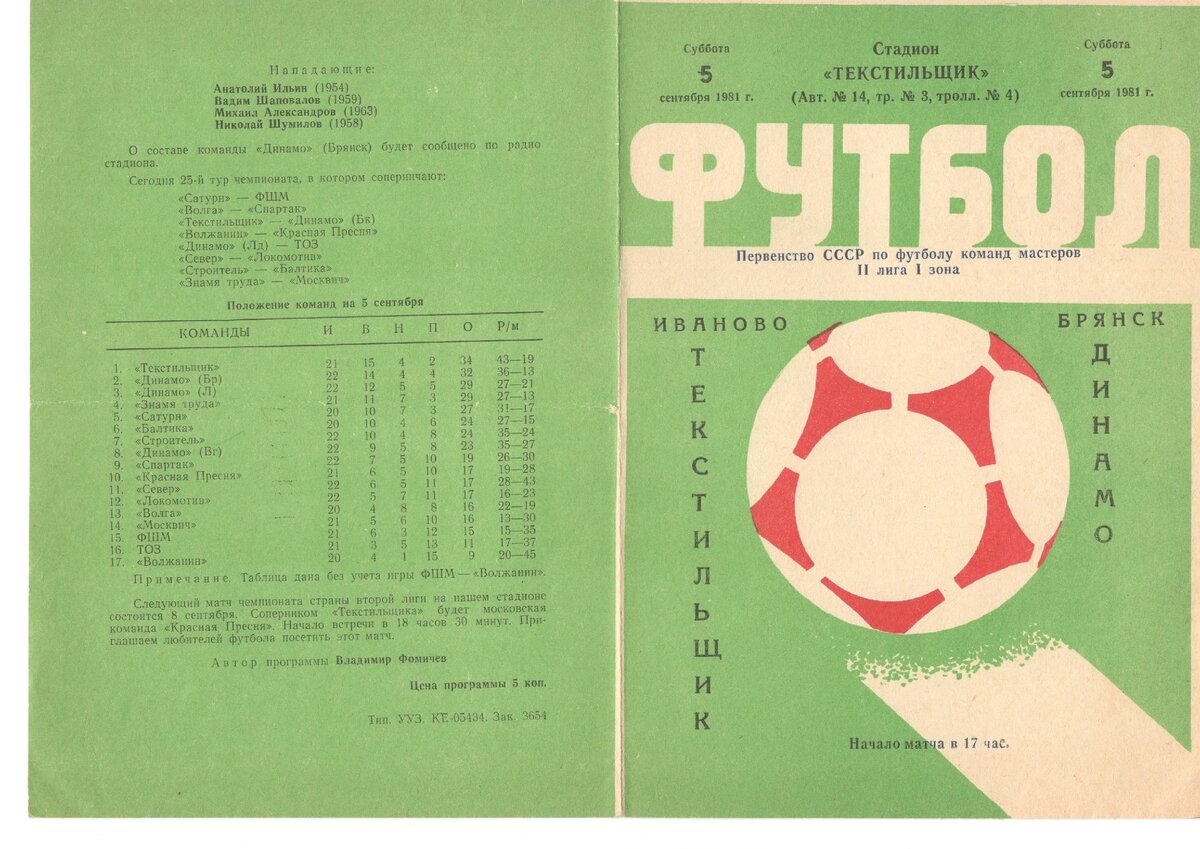 Нападающие:
Анатолий Ильин (1954)
Вадим Шаповалов (1959)
Михаил Александров (1963)
Николай Шумилов (1958)
О составе команды «Динамо» (Брянск) будет сообщено по радио
стадиона.
Сегодня 25-й тур чемпионата, в котором соперничают:
«Сатурн» — ФШМ
«Волга» — «Спартак»
«Текстильщик» — «Динамо» (Бк)
«Волжанин» — «Красная Пресня»
«Динамо» (Лд) — ТОЗ
«Север» — «Локомотив»
«Строитель» — «Балтика»
«Знамя труда» — «Москвич»
Положение команд на 5 сентября
КОМАНДЫ И В Н П О Р/м
1. «Текстильщик» 21 15 4 2 34 43—19
2. «Динамо» (Бр) 22 14 4 4 32 36—13
3. «Динамо» (Л) 22 12 5 5 29 27—21
4. «Знамя труда» 21 11 7 3 29 27—13
5. «Сатурн» 20 10 7 3 27 31—17
6. «Балтика» 20 10 4 6 24 27—15
7. «Строитель» 22 10 4 8 24 35—24
8. «Динамо» (Вг) 22 9 5 8 23 35—27
9. «Спартак» 22 7 5 10 19 26—30
10. «Красная Пресня» 21 6 5 10 17 19—28
11. «Север» 22 6 5 11 17 28—43
12. «Локомотив» 22 5 7 11 17 16—23
13. «Волга» 20 4 8 8 16 22—19
14. «Москвич» 21 5 6 10 16 13—30
15. ФШМ 21 6 3 12 15 15—35
16. ТОЗ 21 3 5 13 11 17—37
17. «Волжанин» 20 4 1 15 9 20—45
Примечание. Таблица дана без учета игры ФШМ—«Волжанин».
Следующий матч чемпионата страны второй лиги на нашем стадионе
состоится 8 сентября. Соперником «Текстильщика» будет московская
команда «Красная Пресня». Начало встречи в 18 часов 30 минут. При-
глашаем любителей футбола посетить этот матч.
Автор программы Владимир Фомичев
Цена программы 5 коп.
Тип. УУЗ. КЕ-05434. Зак. 3654
Суббота
5
сентября 1981 г.
Стадион
«ТЕКСТИЛЬЩИК»
(Авт. № 14, тр. № 3, тролл. № 4)
Суббота
5
сентября 1981 г.
ФУТБОЛ
Первенство СССР по футболу команд мастеров
II лига I зона
ИВАНОВО
ТЕКСТИЛЬЩИК
БРЯНСК
ДИНАМО
Начало матча в 17 час.